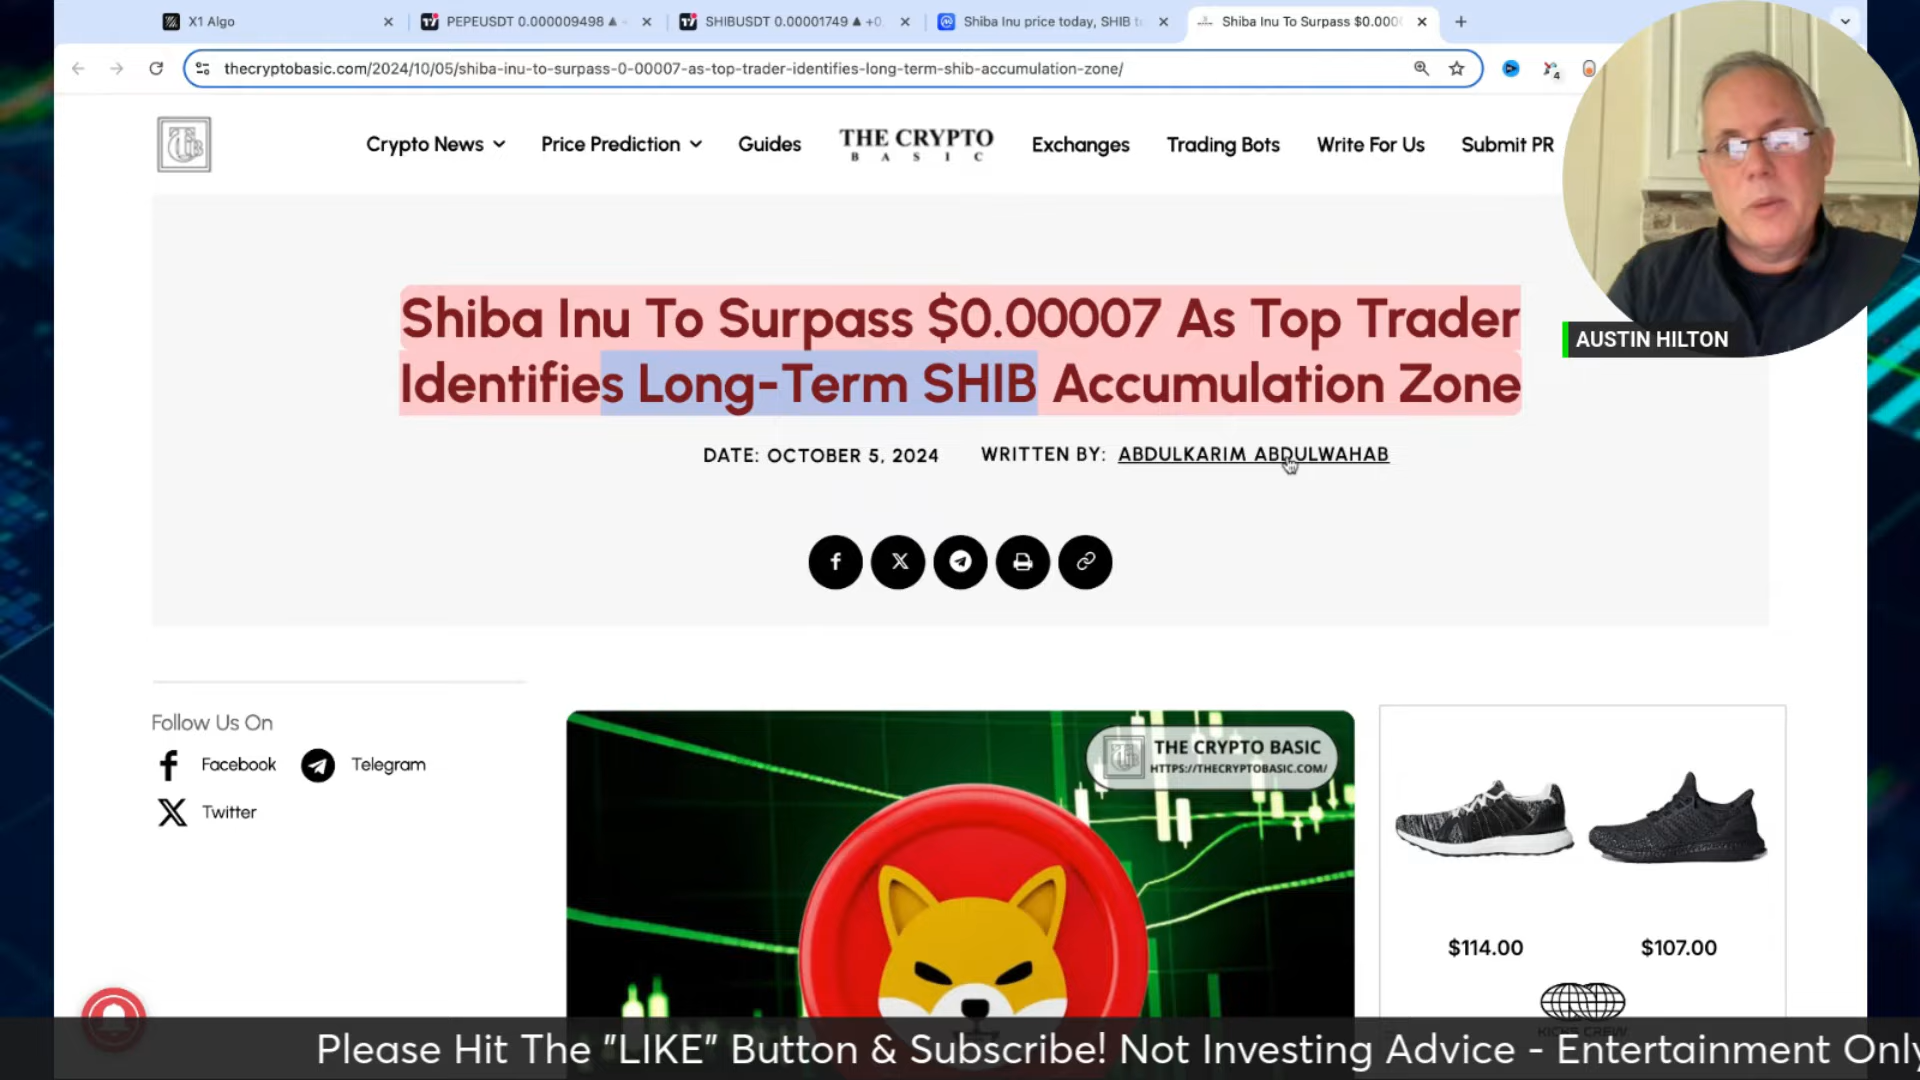 X1 Algo
PEPEUSDT 0.000009498 ▲
SHIBUSDT 0.00001749 ▲ +0
Shiba Inu price today, SHIB t
Shiba Inu To Surpass $0.000
thecryptobasic.com/2024/10/05/shiba-inu-to-surpass-0-00007-as-top-trader-identifies-long-term-shib-accumulation-zone/
4
Crypto News
Price Prediction
Guides
THE CRYPTO
BASIC
Exchanges
Trading Bots
Write For Us
Submit PR
Shiba Inu To Surpass $0.00007 As Top Trader
Identifies Long-Term SHIB Accumulation Zone
AUSTIN HILTON
DATE: OCTOBER 5, 2024
WRITTEN BY: ABDULKARIM ABDULWAHAB
Follow Us On
Facebook
Telegram
Twitter
THE CRYPTO BASIC
HTTPS://THECRYPTOBASIC.COM/
$114.00
$107.00
KICKS CREW
Please Hit The "LIKE" Button & Subscribe! Not Investing Advice - Entertainment Only